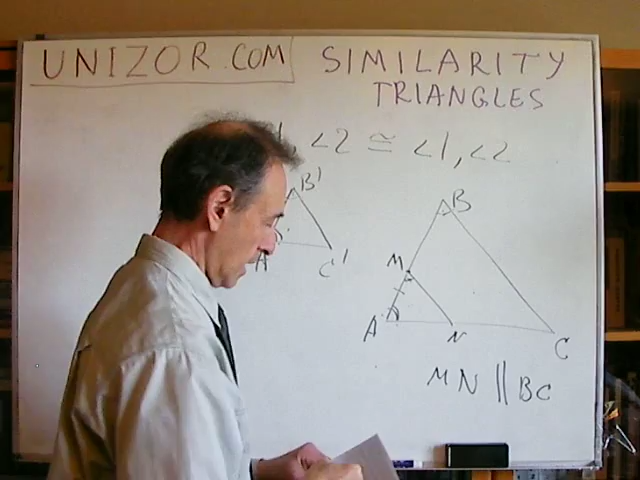 UNIZOR.COM SIMILARITY
TRIANGLES
∠2 ≅ ∠1, ∠2
B'
A
C'
B
M
A
N
C
MN || BC